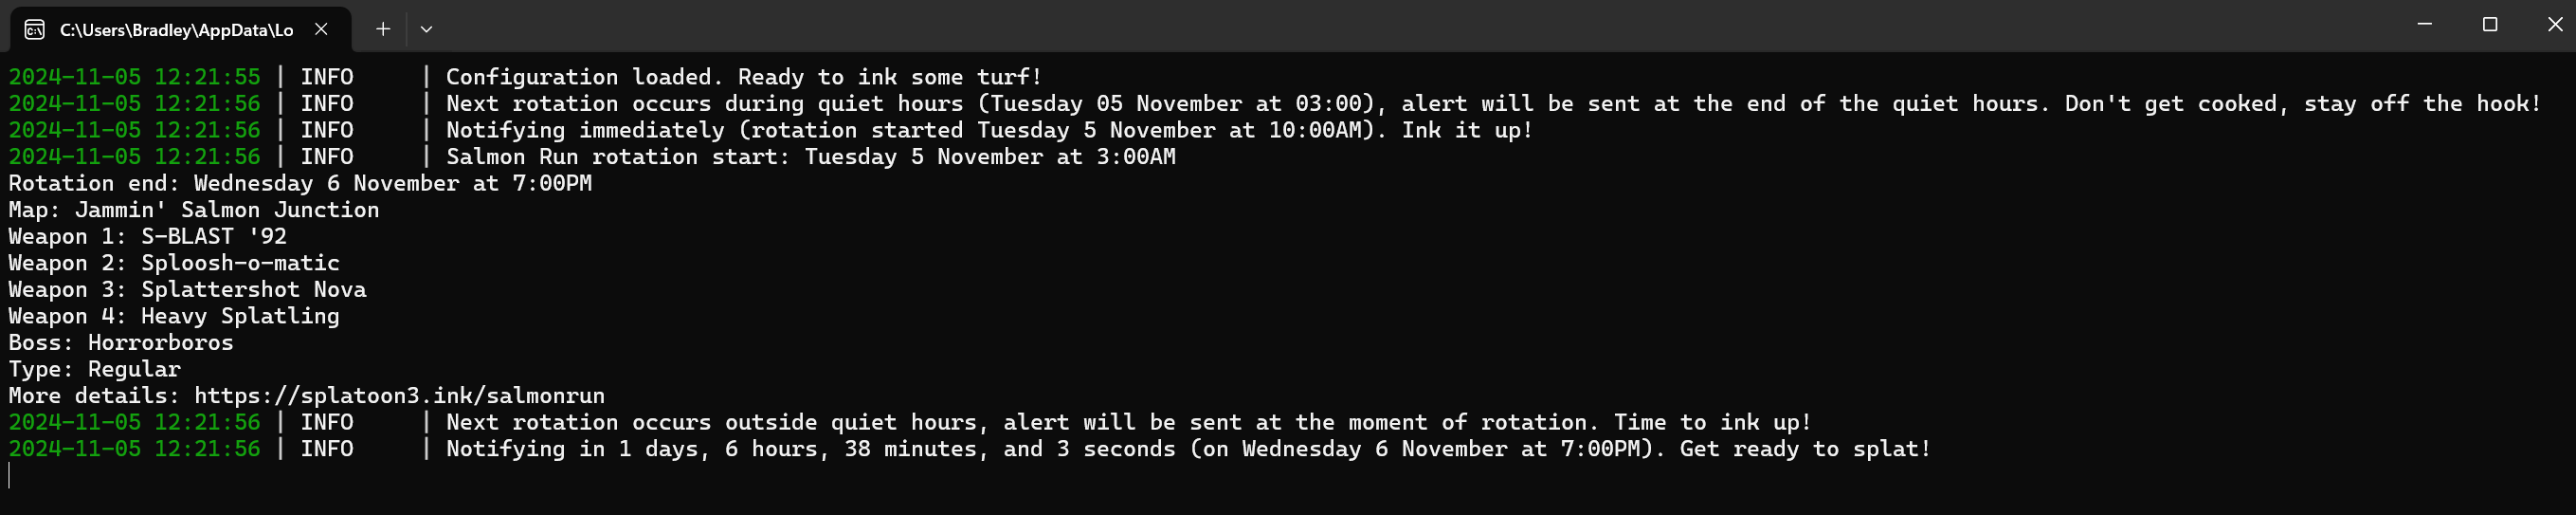 C:\Users\Bradley\AppData\Lo
2024-11-05 12:21:55 | INFO     | Configuration loaded. Ready to ink some turf!
2024-11-05 12:21:56 | INFO     | Next rotation occurs during quiet hours (Tuesday 05 November at 03:00), alert will be sent at the end of the quiet hours. Don't get cooked, stay off the hook!
2024-11-05 12:21:56 | INFO     | Notifying immediately (rotation started Tuesday 5 November at 10:00AM). Ink it up!
2024-11-05 12:21:56 | INFO     | Salmon Run rotation start: Tuesday 5 November at 3:00AM
Rotation end: Wednesday 6 November at 7:00PM
Map: Jammin' Salmon Junction
Weapon 1: S-BLAST '92
Weapon 2: Sploosh-o-matic
Weapon 3: Splattershot Nova
Weapon 4: Heavy Splatling
Boss: Horrorboros
Type: Regular
More details: https://splatoon3.ink/salmonrun
2024-11-05 12:21:56 | INFO     | Next rotation occurs outside quiet hours, alert will be sent at the moment of rotation. Time to ink up!
2024-11-05 12:21:56 | INFO     | Notifying in 1 days, 6 hours, 38 minutes, and 3 seconds (on Wednesday 6 November at 7:00PM). Get ready to splat!